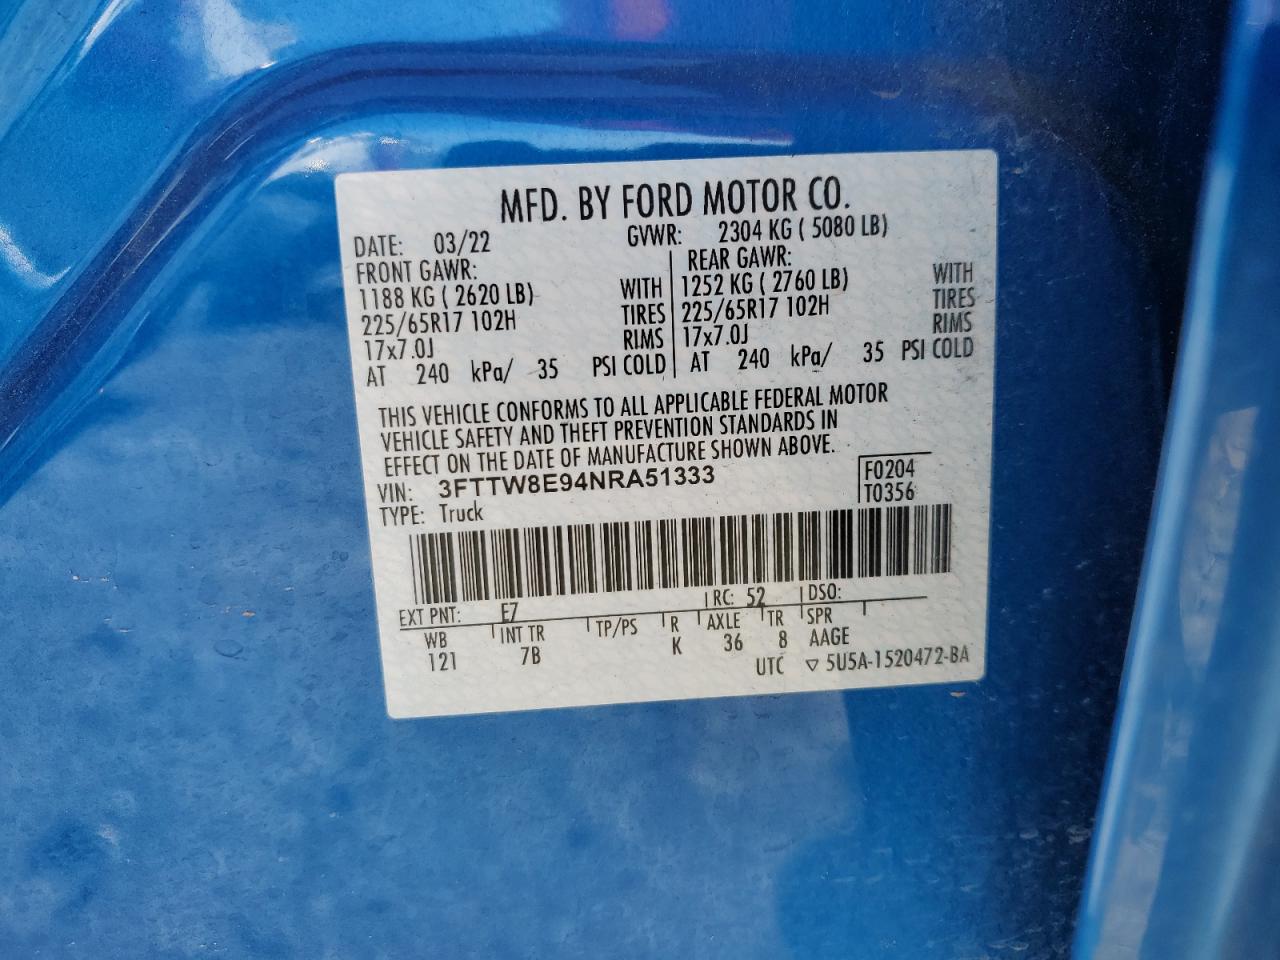 MFD. BY FORD MOTOR CO.
DATE: 03/22 GVWR: 2304 KG ( 5080 LB)
FRONT GAWR: REAR GAWR:
1188 KG ( 2620 LB) WITH 1252 KG ( 2760 LB) WITH
225/65R17 102H TIRES 225/65R17 102H TIRES
17x7.0J RIMS 17x7.0J RIMS
AT 240 kPa/ 35 PSI COLD AT 240 kPa/ 35 PSI COLD
THIS VEHICLE CONFORMS TO ALL APPLICABLE FEDERAL MOTOR
VEHICLE SAFETY AND THEFT PREVENTION STANDARDS IN
EFFECT ON THE DATE OF MANUFACTURE SHOWN ABOVE.
VIN: 3FTTW8E94NRA51333 F0204
TYPE: Truck T0356
EXT PNT: E7 RC: 52 DSO:
WB INT TR TP/PS R AXLE TR SPR
121 7B K 36 8 AAGE
UTC ▽ 5U5A-1520472-BA